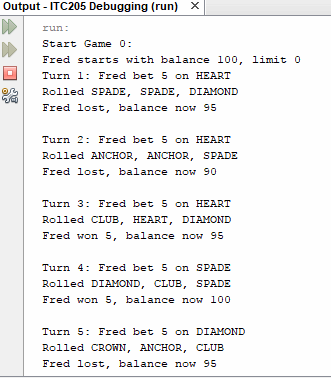 Output - ITC205 Debugging (run) X
run:
Start Game 0:
Fred starts with balance 100, limit 0
Turn 1: Fred bet 5 on HEART
Rolled SPADE, SPADE, DIAMOND
Fred lost, balance now 95
Turn 2: Fred bet 5 on HEART
Rolled ANCHOR, ANCHOR, SPADE
Fred lost, balance now 90
Turn 3: Fred bet 5 on HEART
Rolled CLUB, HEART, DIAMOND
Fred won 5, balance now 95
Turn 4: Fred bet 5 on SPADE
Rolled DIAMOND, CLUB, SPADE
Fred won 5, balance now 100
Turn 5: Fred bet 5 on DIAMOND
Rolled CROWN, ANCHOR, CLUB
Fred lost, balance now 95